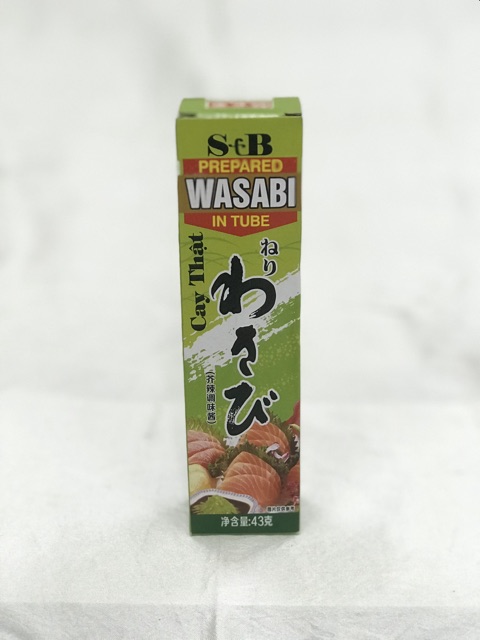 S&B
PREPARED
WASABI
IN TUBE
Cay Thật
ねり
わさび
(芥辣调味酱)
净含量:43克